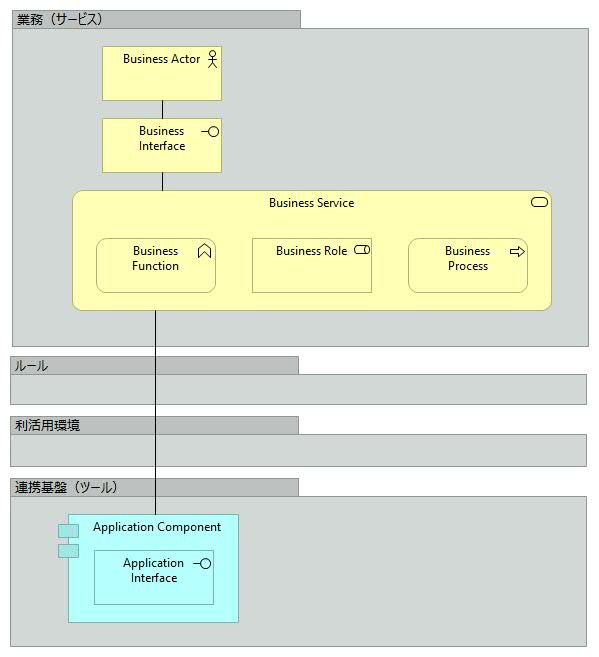 業務（サービス）
Business Actor
Business
Interface
Business Service
Business
Function
Business Role
Business
Process
ルール
利活用環境
連携基盤（ツール）
Application Component
Application
Interface